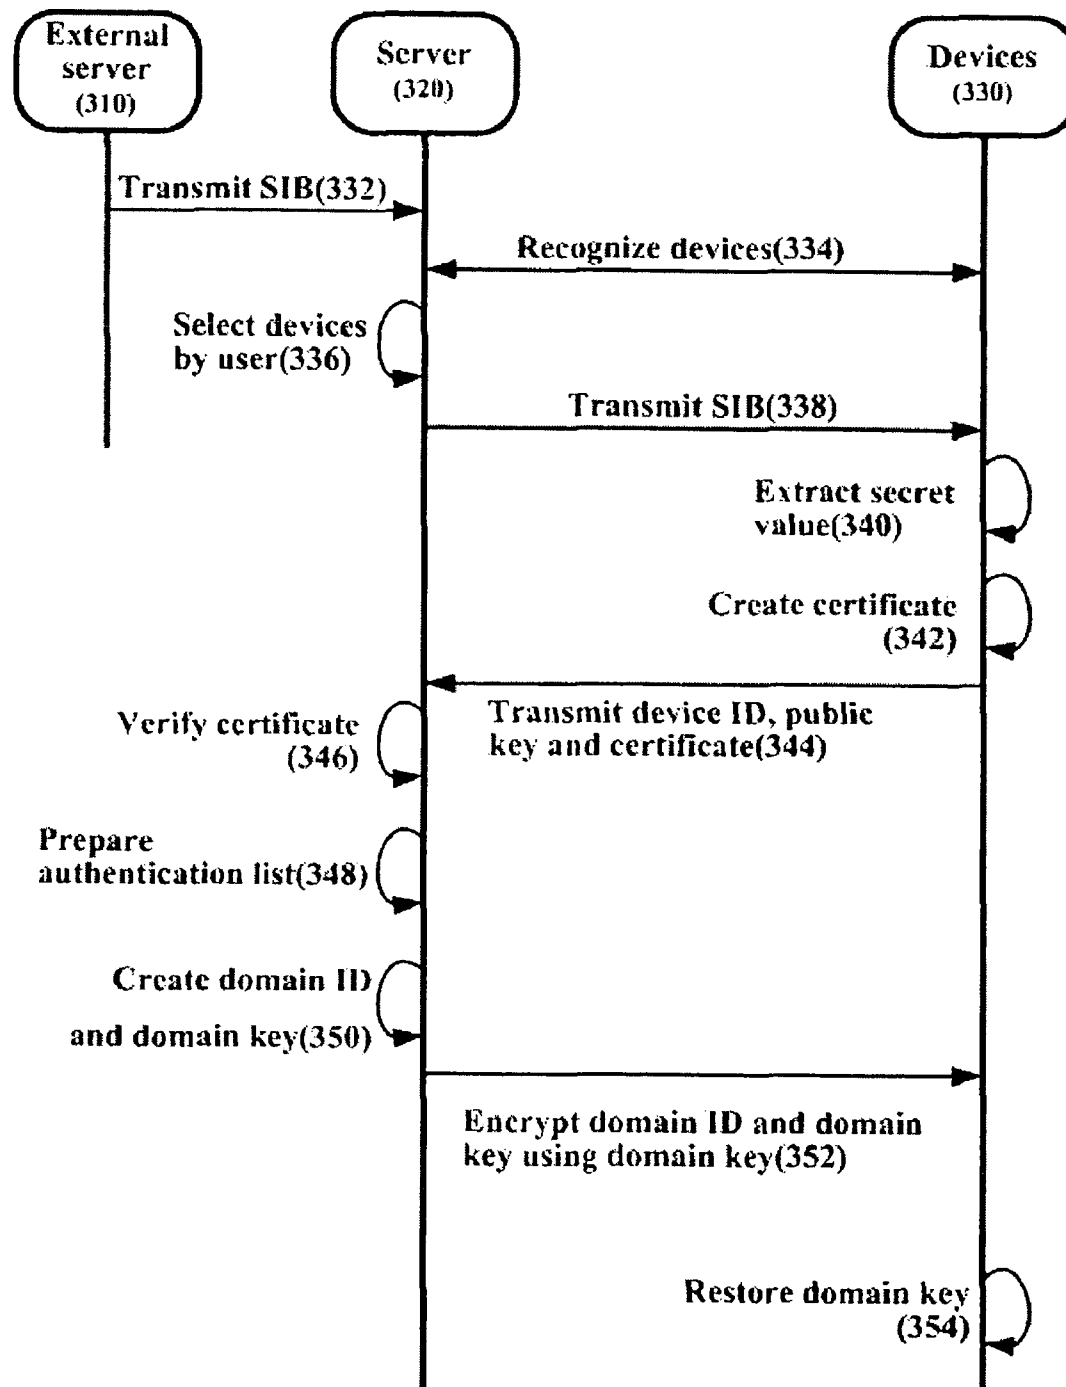 External
server
(310)
Server
(320)
Devices
(330)
Transmit SIB(332)
Recognize devices(334)
Select devices
by user(336)
Transmit SIB(338)
Extract secret
value(340)
Create certificate
(342)
Transmit device ID, public
key and certificate(344)
Verify certificate
(346)
Prepare
authentication list(348)
Create domain ID
and domain key(350)
Encrypt domain ID and domain
key using domain key(352)
Restore domain key
(354)